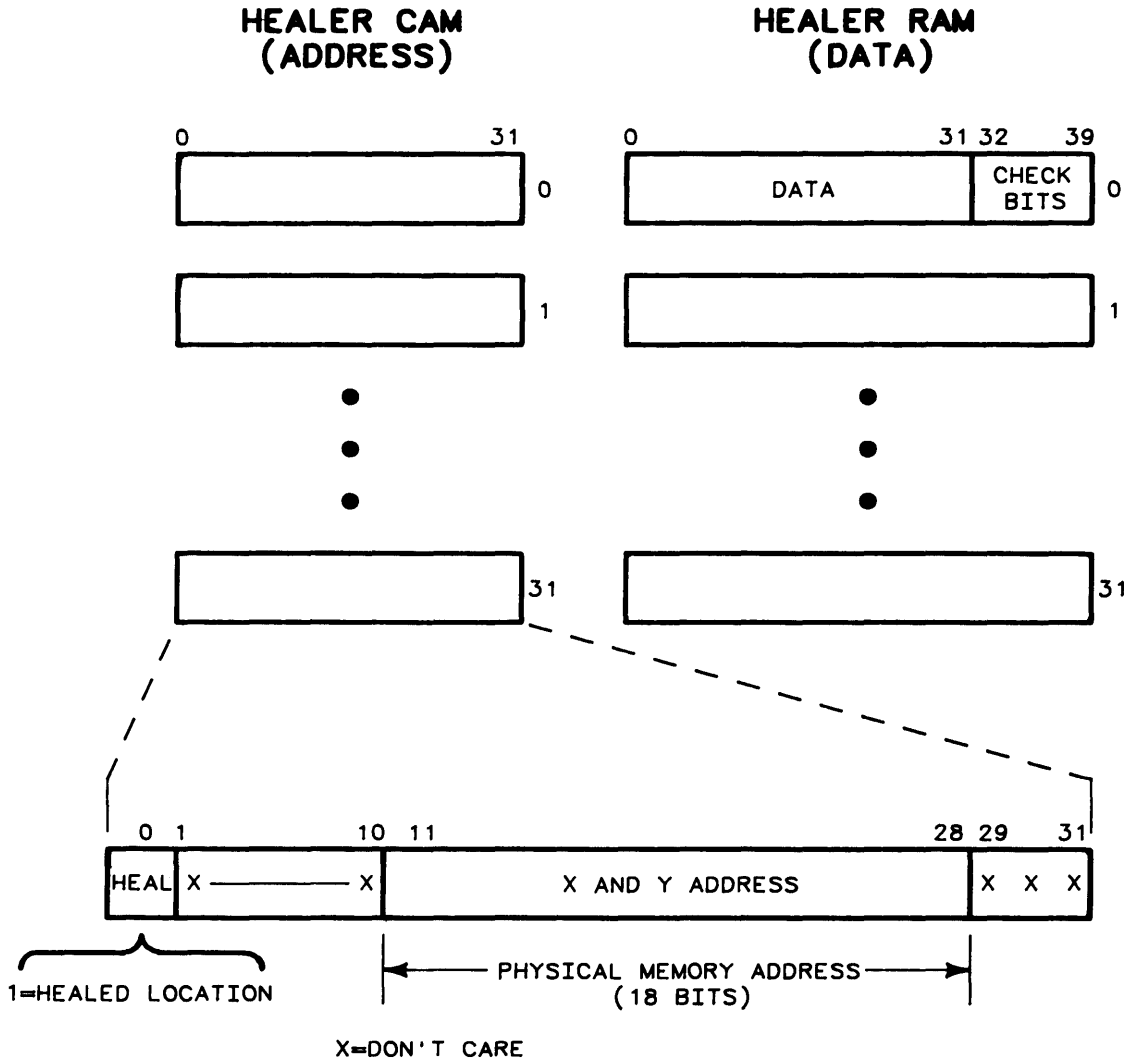 HEALER CAM
(ADDRESS)
HEALER RAM
(DATA)
0 31
0 31 32 39
0
DATA
CHECK
BITS
0
1
1
31
31
0 1 10 11 28 29 31
HEAL X X X AND Y ADDRESS X X X
1=HEALED LOCATION
PHYSICAL MEMORY ADDRESS
(18 BITS)
X=DON'T CARE